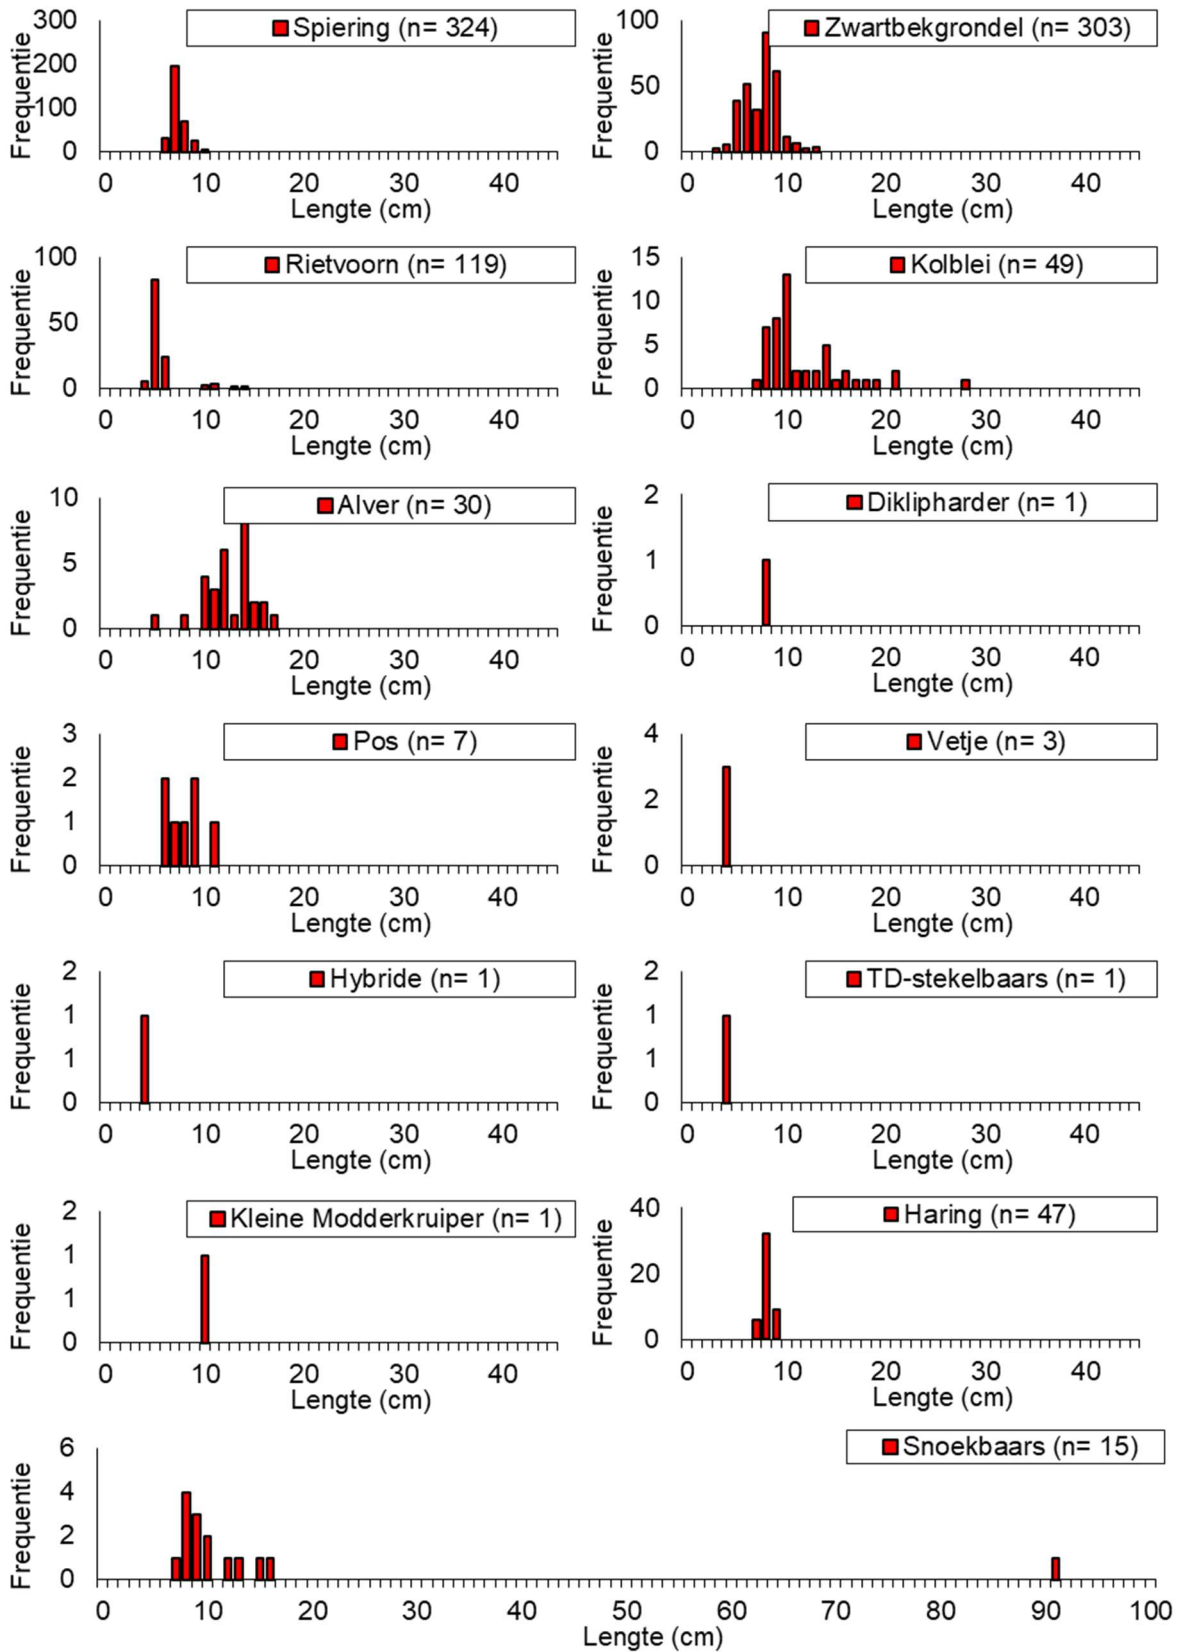 Spiering (n= 324)
Frequentie
300
200
100
0
0 10 20 30 40
Lengte (cm)
Zwartbekgrondel (n= 303)
Frequentie
100
50
0
0 10 20 30 40
Lengte (cm)
Rietvoorn (n= 119)
Frequentie
100
50
0
0 10 20 30 40
Lengte (cm)
Kolblei (n= 49)
Frequentie
15
10
5
0
0 10 20 30 40
Lengte (cm)
Alver (n= 30)
Frequentie
10
5
0
0 10 20 30 40
Lengte (cm)
Diklipharder (n= 1)
Frequentie
2
1
0
0 10 20 30 40
Lengte (cm)
Pos (n= 7)
Frequentie
3
2
1
0
0 10 20 30 40
Lengte (cm)
Vetje (n= 3)
Frequentie
4
2
0
0 10 20 30 40
Lengte (cm)
Hybride (n= 1)
Frequentie
2
1
1
0
0 10 20 30 40
Lengte (cm)
TD-stekelbaars (n= 1)
Frequentie
2
1
1
0
0 10 20 30 40
Lengte (cm)
Kleine Modderkruiper (n= 1)
Frequentie
2
1
1
0
0 10 20 30 40
Lengte (cm)
Haring (n= 47)
Frequentie
40
20
0
0 10 20 30 40
Lengte (cm)
Snoekbaars (n= 15)
Frequentie
6
4
2
0
0 10 20 30 40 50 60 70 80 90 100
Lengte (cm)